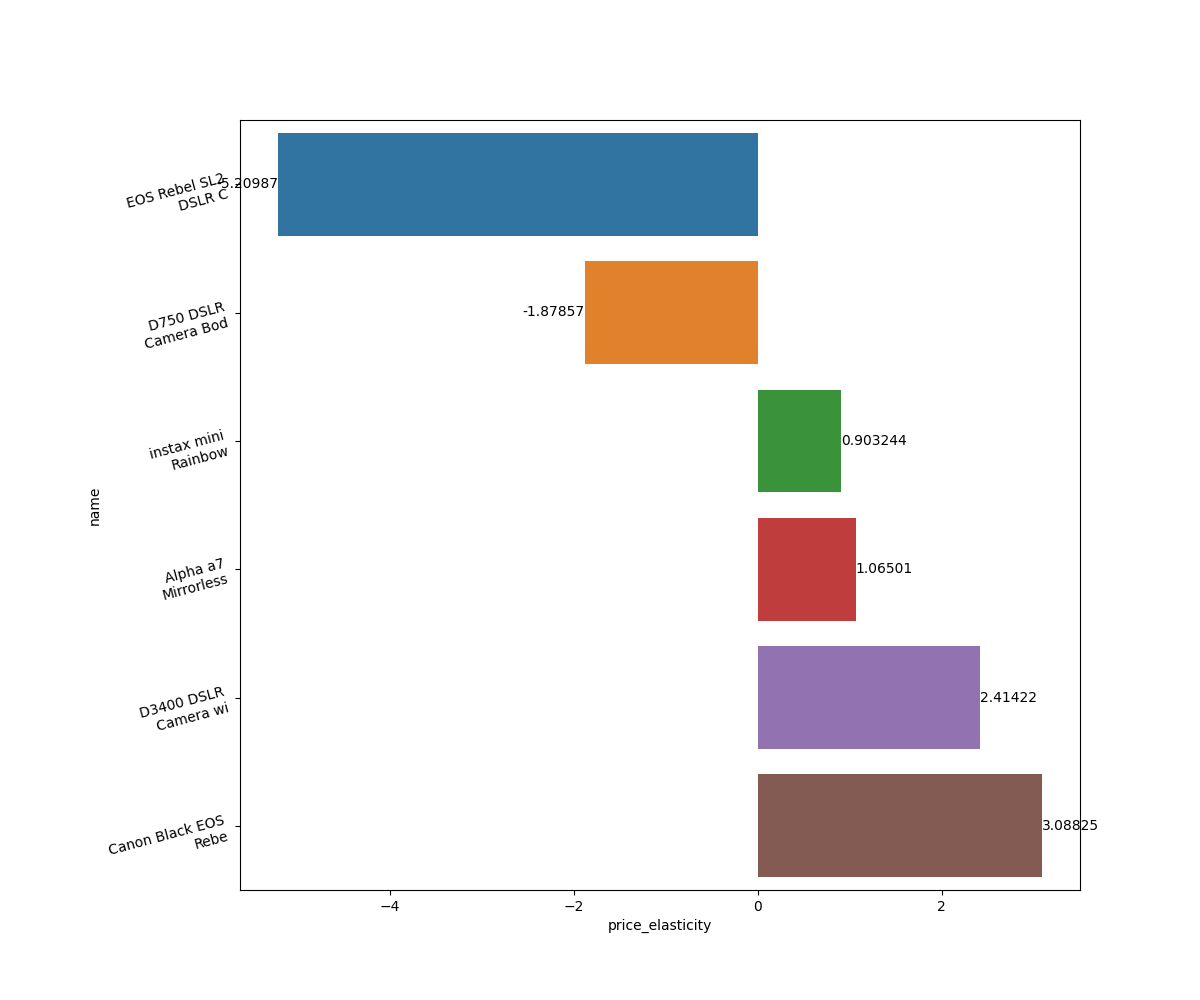 EOS Rebel SL2
DSLR C
-5.20987
D750 DSLR
Camera Bod
-1.87857
instax mini
Rainbow
0.903244
name
Alpha a7
Mirrorless
1.06501
D3400 DSLR
Camera wi
2.41422
Canon Black EOS
Rebe
3.08825
−4
−2
0
2
price_elasticity